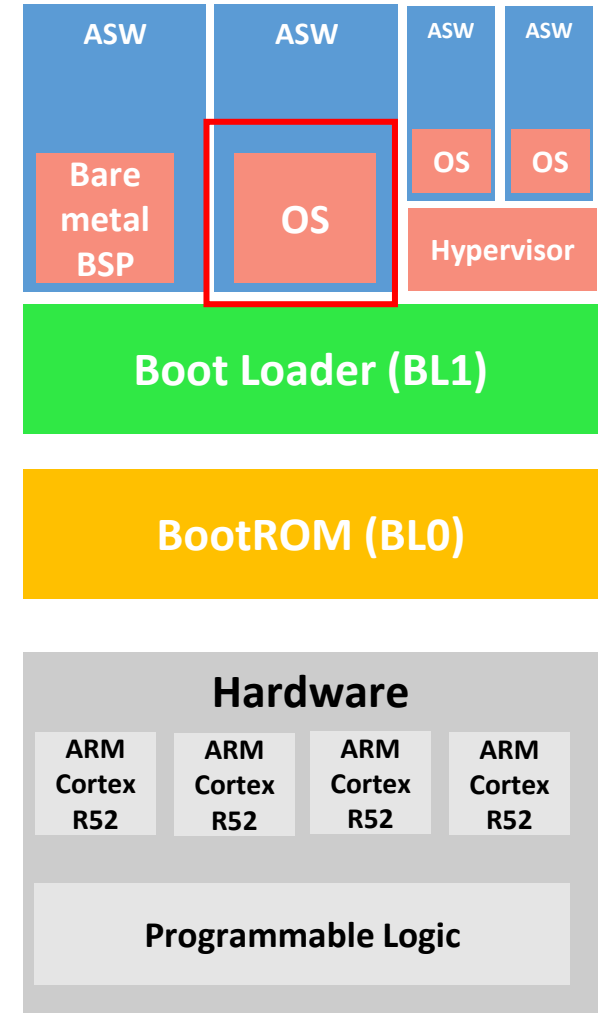 ASW
ASW
ASW
ASW
Bare
metal
BSP
OS
OS
OS
Hypervisor
Boot Loader (BL1)
BootROM (BL0)
Hardware
ARM
Cortex
R52
ARM
Cortex
R52
ARM
Cortex
R52
ARM
Cortex
R52
Programmable Logic